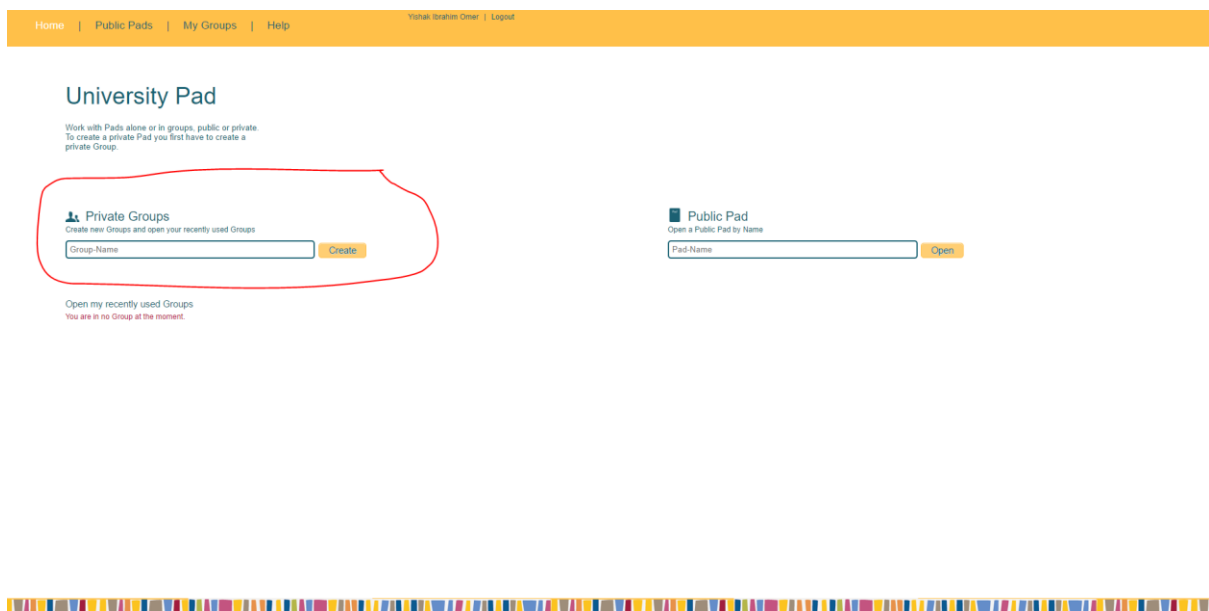 Home | Public Pads | My Groups | Help
Yishak Ibrahim Omer | Logout
University Pad
Work with Pads alone or in groups, public or private.
To create a private Pad you first have to create a
private Group.
Private Groups
Create new Groups and open your recently used Groups
Group-Name
Create
Open my recently used Groups
You are in no Group at the moment.
Public Pad
Open a Public Pad by Name
Pad-Name
Open